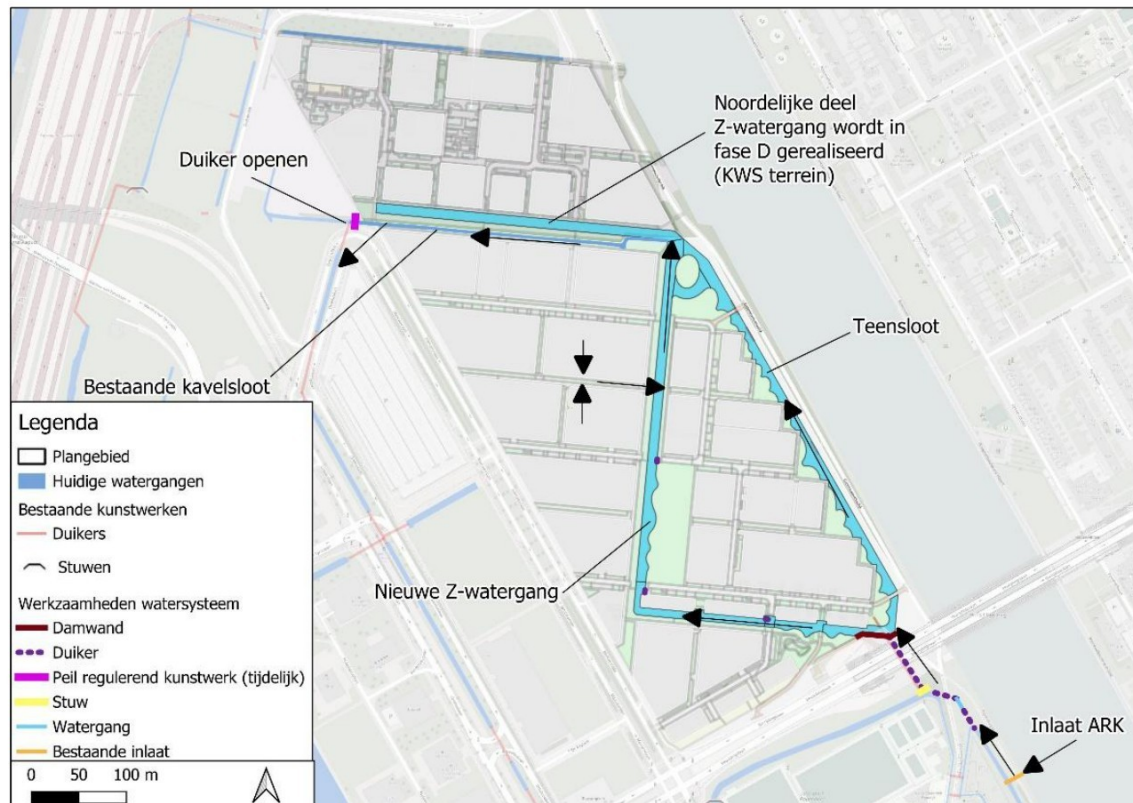 Noordelijke deel
Z-watergang wordt in
fase D gerealiseerd
(KWS terrein)
Duiker openen
Teensloot
Bestaande kavelsloot
Nieuwe Z-watergang
Inlaat ARK
Legenda
Plangebied
Huidige watergangen
Bestaande kunstwerken
Duikers
Stuwen
Werkzaamheden watersysteem
Damwand
Duiker
Peil regulerend kunstwerk (tijdelijk)
Stuw
Watergang
Bestaande inlaat
0 50 100 m